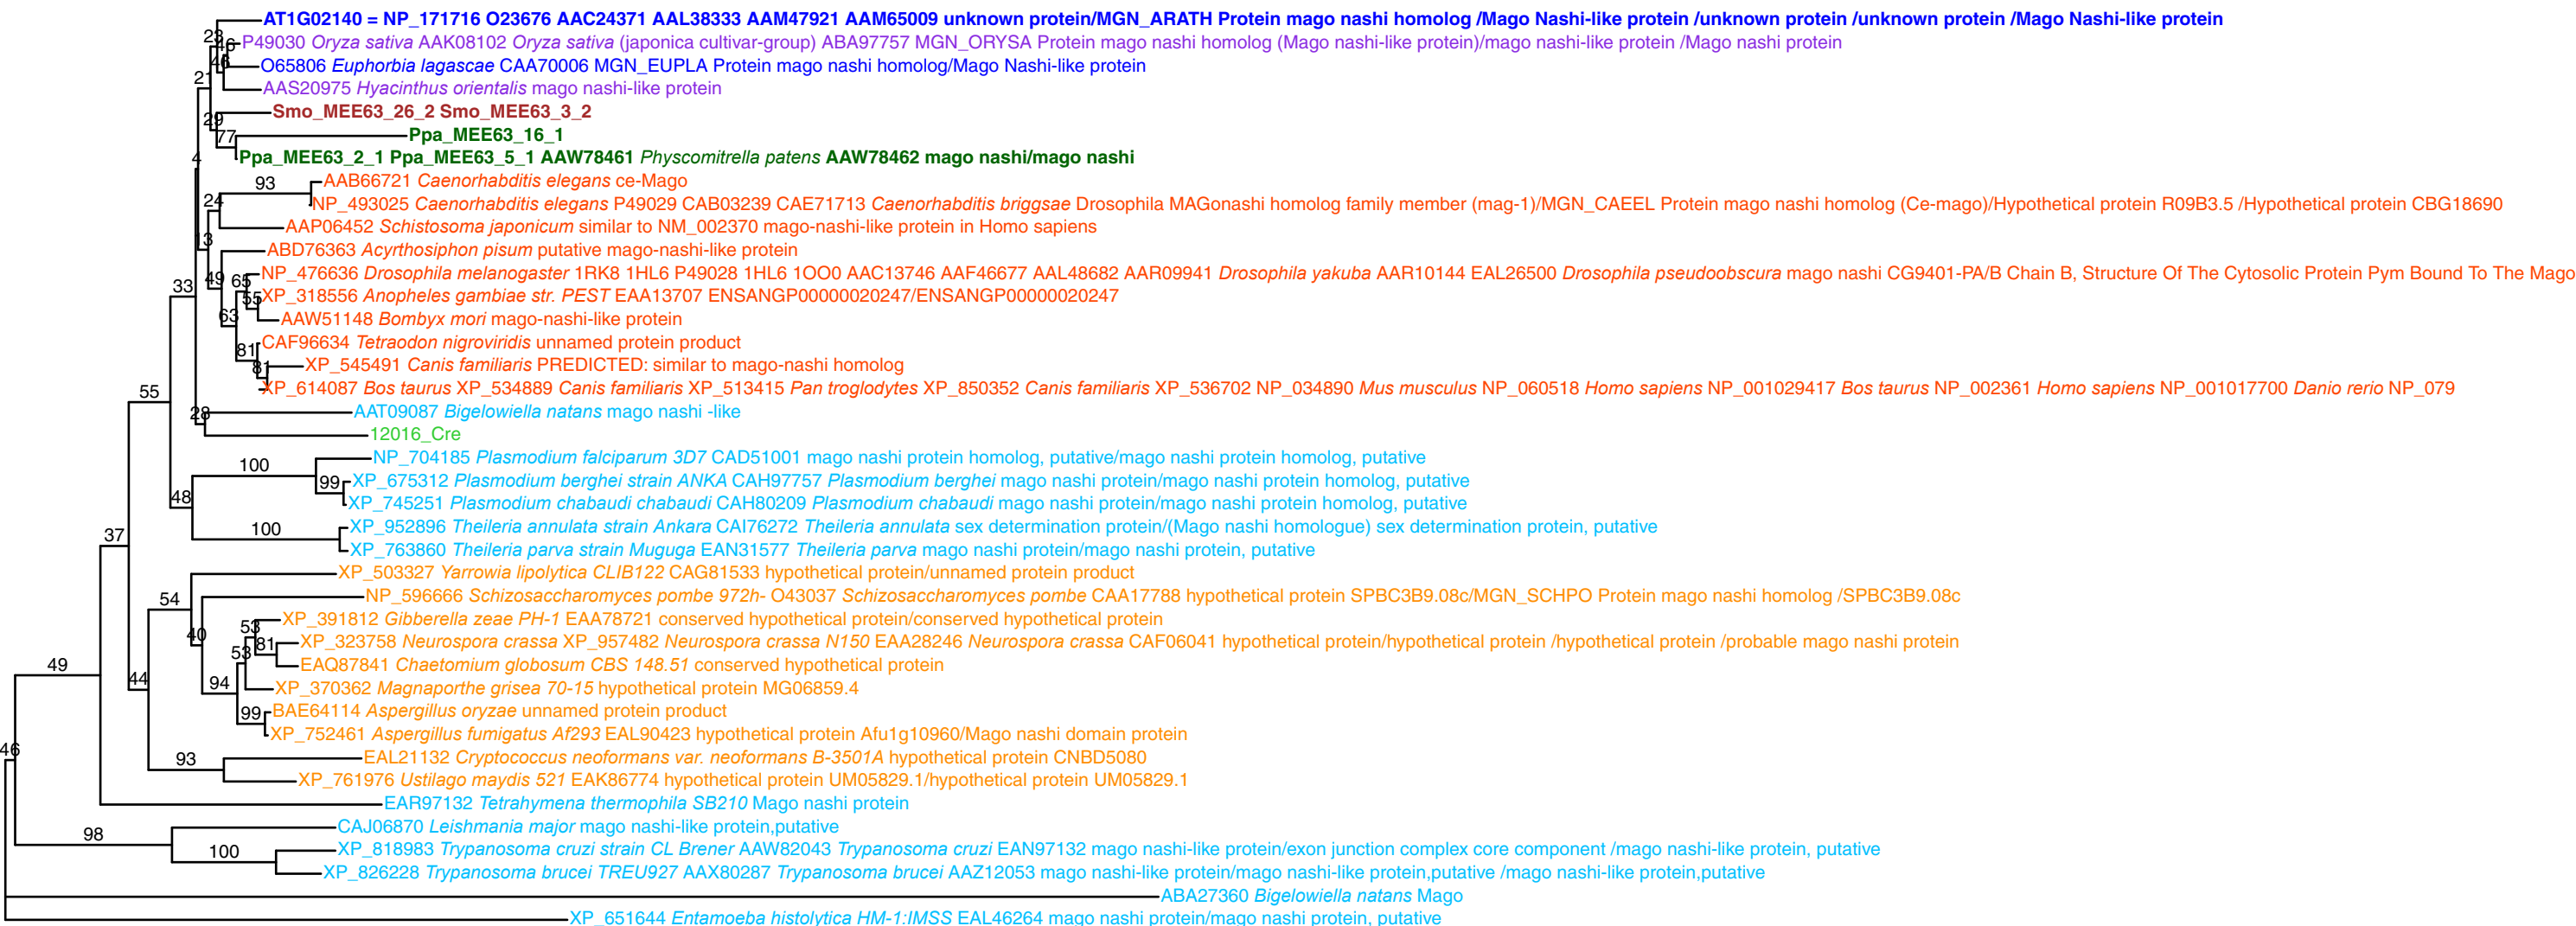 AT1G02140 = NP_171716 O23676 AAC24371 AAL38333 AAM47921 AAM65009 unknown protein/MGN_ARATH Protein mago nashi homolog /Mago Nashi-like protein /unknown protein /unknown protein /Mago Nashi-like protein
23
46
P49030 Oryza sativa AAK08102 Oryza sativa (japonica cultivar-group) ABA97757 MGN_ORYSA Protein mago nashi homolog (Mago nashi-like protein)/mago nashi-like protein /Mago nashi protein
O65806 Euphorbia lagascae CAA70006 MGN_EUPLA Protein mago nashi homolog/Mago Nashi-like protein
21
AAS20975 Hyacinthus orientalis mago nashi-like protein
Smo_MEE63_26_2 Smo_MEE63_3_2
29
77
Ppa_MEE63_16_1
4
Ppa_MEE63_2_1 Ppa_MEE63_5_1 AAW78461 Physcomitrella patens AAW78462 mago nashi/mago nashi
93
AAB66721 Caenorhabditis elegans ce-Mago
24
NP_493025 Caenorhabditis elegans P49029 CAB03239 CAE71713 Caenorhabditis briggsae Drosophila MAGonashi homolog family member (mag-1)/MGN_CAEEL Protein mago nashi homolog (Ce-mago)/Hypothetical protein R09B3.5 /Hypothetical protein CBG18690
AAP06452 Schistosoma japonicum similar to NM_002370 mago-nashi-like protein in Homo sapiens
13
ABD76363 Acyrthosiphon pisum putative mago-nashi-like protein
49
65
NP_476636 Drosophila melanogaster 1RK8 1HL6 P49028 1HL6 1OO0 AAC13746 AAF46677 AAL48682 AAR09941 Drosophila yakuba AAR10144 EAL26500 Drosophila pseudoobscura mago nashi CG9401-PA/B Chain B, Structure Of The Cytosolic Protein Pym Bound To The Mago
33
55
XP_318556 Anopheles gambiae str. PEST EAA13707 ENSANGP00000020247/ENSANGP00000020247
63
AAW51148 Bombyx mori mago-nashi-like protein
81
CAF96634 Tetraodon nigroviridis unnamed protein product
81
XP_545491 Canis familiaris PREDICTED: similar to mago-nashi homolog
55
XP_614087 Bos taurus XP_534889 Canis familiaris XP_513415 Pan troglodytes XP_850352 Canis familiaris XP_536702 NP_034890 Mus musculus NP_060518 Homo sapiens NP_001029417 Bos taurus NP_002361 Homo sapiens NP_001017700 Danio rerio NP_079
28
AAT09087 Bigelowiella natans mago nashi -like
12016_Cre
100
NP_704185 Plasmodium falciparum 3D7 CAD51001 mago nashi protein homolog, putative/mago nashi protein homolog, putative
99
XP_675312 Plasmodium berghei strain ANKA CAH97757 Plasmodium berghei mago nashi protein/mago nashi protein homolog, putative
48
XP_745251 Plasmodium chabaudi chabaudi CAH80209 Plasmodium chabaudi mago nashi protein/mago nashi protein homolog, putative
37
100
XP_952896 Theileria annulata strain Ankara CAI76272 Theileria annulata sex determination protein/(Mago nashi homologue) sex determination protein, putative
XP_763860 Theileria parva strain Muguga EAN31577 Theileria parva mago nashi protein/mago nashi protein, putative
XP_503327 Yarrowia lipolytica CLIB122 CAG81533 hypothetical protein/unnamed protein product
54
NP_596666 Schizosaccharomyces pombe 972h- O43037 Schizosaccharomyces pombe CAA17788 hypothetical protein SPBC3B9.08c/MGN_SCHPO Protein mago nashi homolog /SPBC3B9.08c
XP_391812 Gibberella zeae PH-1 EAA78721 conserved hypothetical protein/conserved hypothetical protein
40
53
81
XP_323758 Neurospora crassa XP_957482 Neurospora crassa N150 EAA28246 Neurospora crassa CAF06041 hypothetical protein/hypothetical protein /hypothetical protein /probable mago nashi protein
49
53
EAQ87841 Chaetomium globosum CBS 148.51 conserved hypothetical protein
44
94
XP_370362 Magnaporthe grisea 70-15 hypothetical protein MG06859.4
99
BAE64114 Aspergillus oryzae unnamed protein product
XP_752461 Aspergillus fumigatus Af293 EAL90423 hypothetical protein Afu1g10960/Mago nashi domain protein
46
93
EAL21132 Cryptococcus neoformans var. neoformans B-3501A hypothetical protein CNBD5080
XP_761976 Ustilago maydis 521 EAK86774 hypothetical protein UM05829.1/hypothetical protein UM05829.1
EAR97132 Tetrahymena thermophila SB210 Mago nashi protein
98
CAJ06870 Leishmania major mago nashi-like protein,putative
100
XP_818983 Trypanosoma cruzi strain CL Brener AAW82043 Trypanosoma cruzi EAN97132 mago nashi-like protein/exon junction complex core component /mago nashi-like protein, putative
XP_826228 Trypanosoma brucei TREU927 AAX80287 Trypanosoma brucei AAZ12053 mago nashi-like protein/mago nashi-like protein,putative /mago nashi-like protein,putative
ABA27360 Bigelowiella natans Mago
XP_651644 Entamoeba histolytica HM-1:IMSS EAL46264 mago nashi protein/mago nashi protein, putative